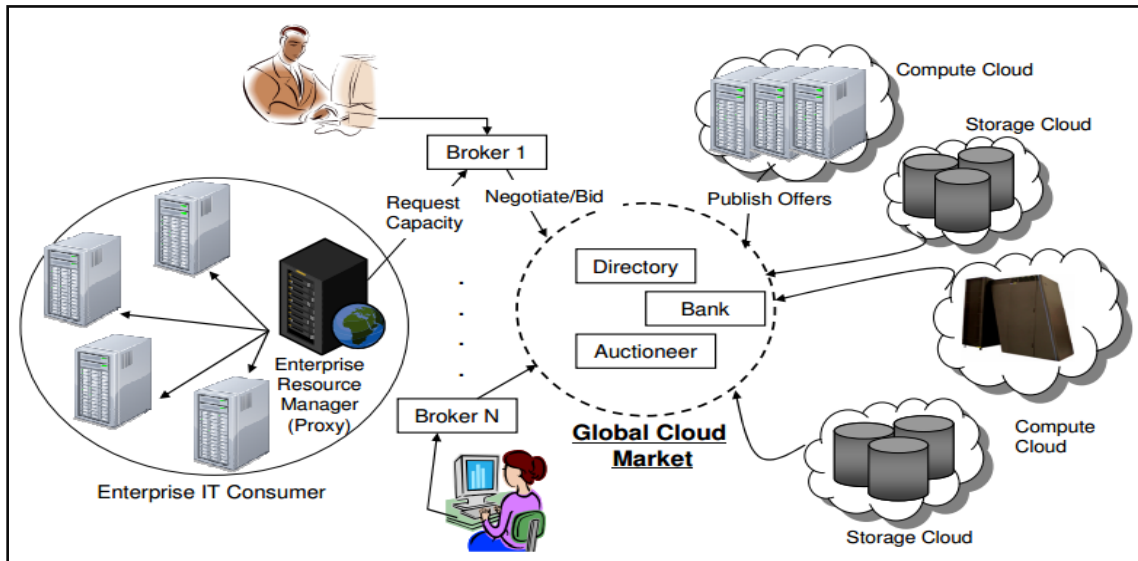 Compute Cloud
Storage Cloud
Broker 1
Request
Capacity
Negotiate/Bid
Publish Offers
Directory
Bank
Auctioneer
Enterprise
Resource
Manager
(Proxy)
Broker N
Global Cloud
Market
Compute
Cloud
Enterprise IT Consumer
Storage Cloud